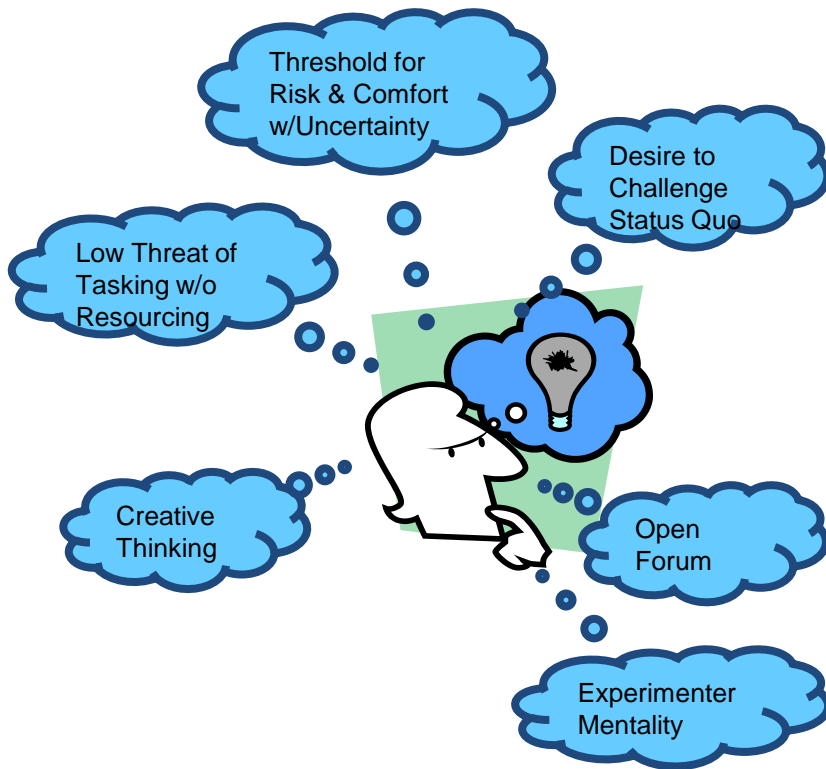 Threshold for
Risk & Comfort
w/Uncertainty
Desire to
Challenge
Status Quo
Low Threat of
Tasking w/o
Resourcing
Creative
Thinking
Open
Forum
Experimenter
Mentality